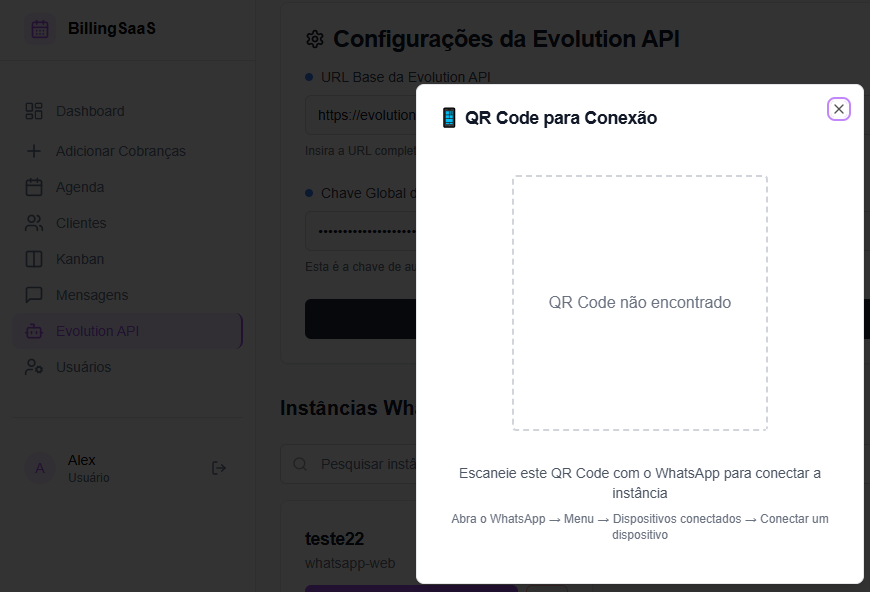 BillingSaaS
Dashboard
Adicionar Cobranças
Agenda
Clientes
Kanban
Mensagens
Evolution API
Usuários
A
Alex
Usuário
Configurações da Evolution API
URL Base da Evolution API
https://evolution
Insira a URL complet
Chave Global d
Esta é a chave de au
Instâncias Wh
Pesquisar instâ
teste22
whatsapp-web
QR Code para Conexão
QR Code não encontrado
Escaneie este QR Code com o WhatsApp para conectar a
instância
Abra o WhatsApp → Menu → Dispositivos conectados → Conectar um
dispositivo